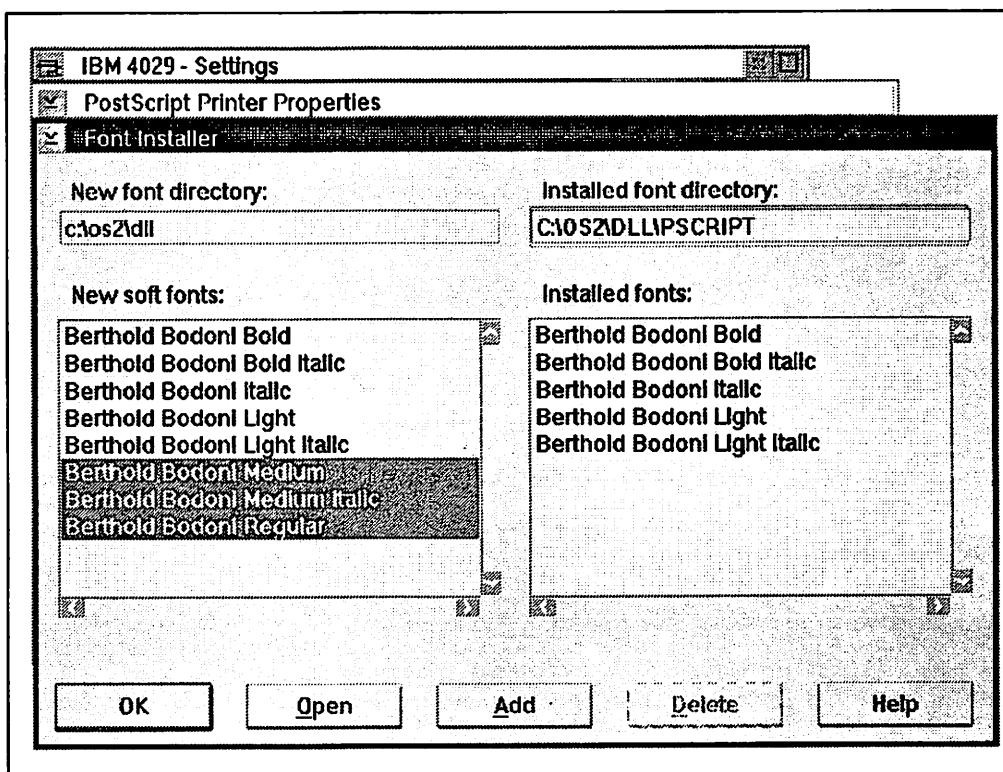 IBM 4029 - Settings
PostScript Printer Properties
Font Installer
New font directory:
c:\os2\dll
Installed font directory:
C:\OS2\DLL\PSCRIPT
New soft fonts:
Berthold Bodoni Bold
Berthold Bodoni Bold Italic
Berthold Bodoni Italic
Berthold Bodoni Light
Berthold Bodoni Light Italic
Berthold Bodoni Medium
Berthold Bodoni Medium Italic
Berthold Bodoni Regular
Installed fonts:
Berthold Bodoni Bold
Berthold Bodoni Bold Italic
Berthold Bodoni Italic
Berthold Bodoni Light
Berthold Bodoni Light Italic
OK
Open
Add
Delete
Help